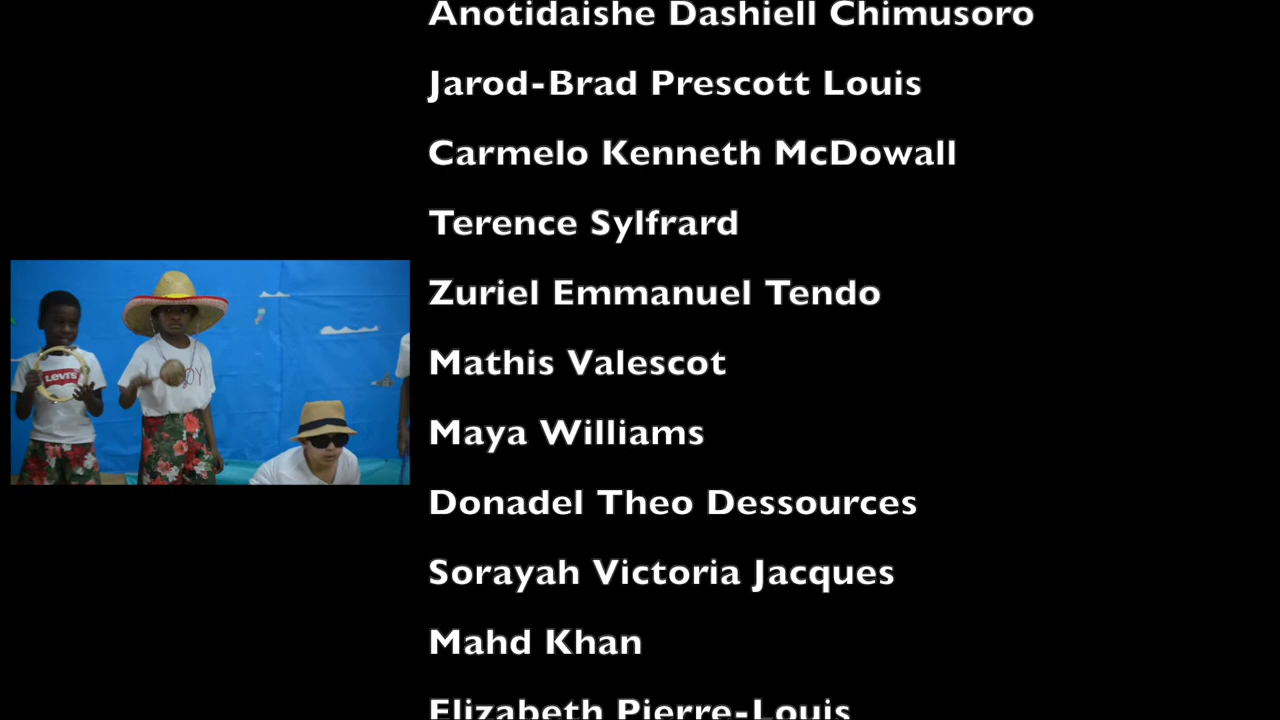 Anotidaishe Dashiell Chimusoro
Jarod-Brad Prescott Louis
Carmelo Kenneth McDowall
Terence Sylfrard
Zuriel Emmanuel Tendo
Mathis Valescot
Maya Williams
Donadel Theo Dessources
Sorayah Victoria Jacques
Mahd Khan
Elizabeth Pierre-Louis
LEVI'S